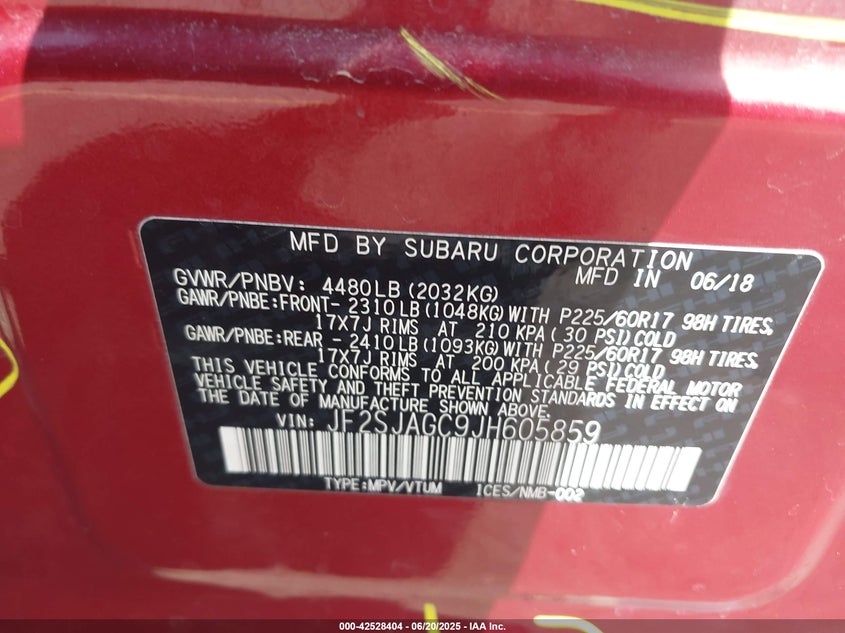 MFD BY SUBARU CORPORATION
MFD IN 06/18
GVWR/PNBV: 4480LB(2032KG)
GAWR/PNBE:FRONT- 2310LB(1048KG)WITH P225/60R17 98H TIRES,
17X7J RIMS AT 210 KPA(30 PSI)COLD
GAWR/PNBE:REAR - 2410LB(1093KG)WITH P225/60R17 98H TIRES,
17X7J RIMS AT 200 KPA(29 PSI)COLD
THIS VEHICLE CONFORMS TO ALL APPLICABLE FEDERAL MOTOR
VEHICLE SAFETY AND THEFT PREVENTION STANDARDS IN EFFECT ON
THE DATE OF MANUFACTURE SHOWN ABOVE.
VIN: JF2SJAGC9JH605859
TYPE:MPV/VTUM ICES/NMB-002
000-42528404 - 06/20/2025 - IAA, Inc.